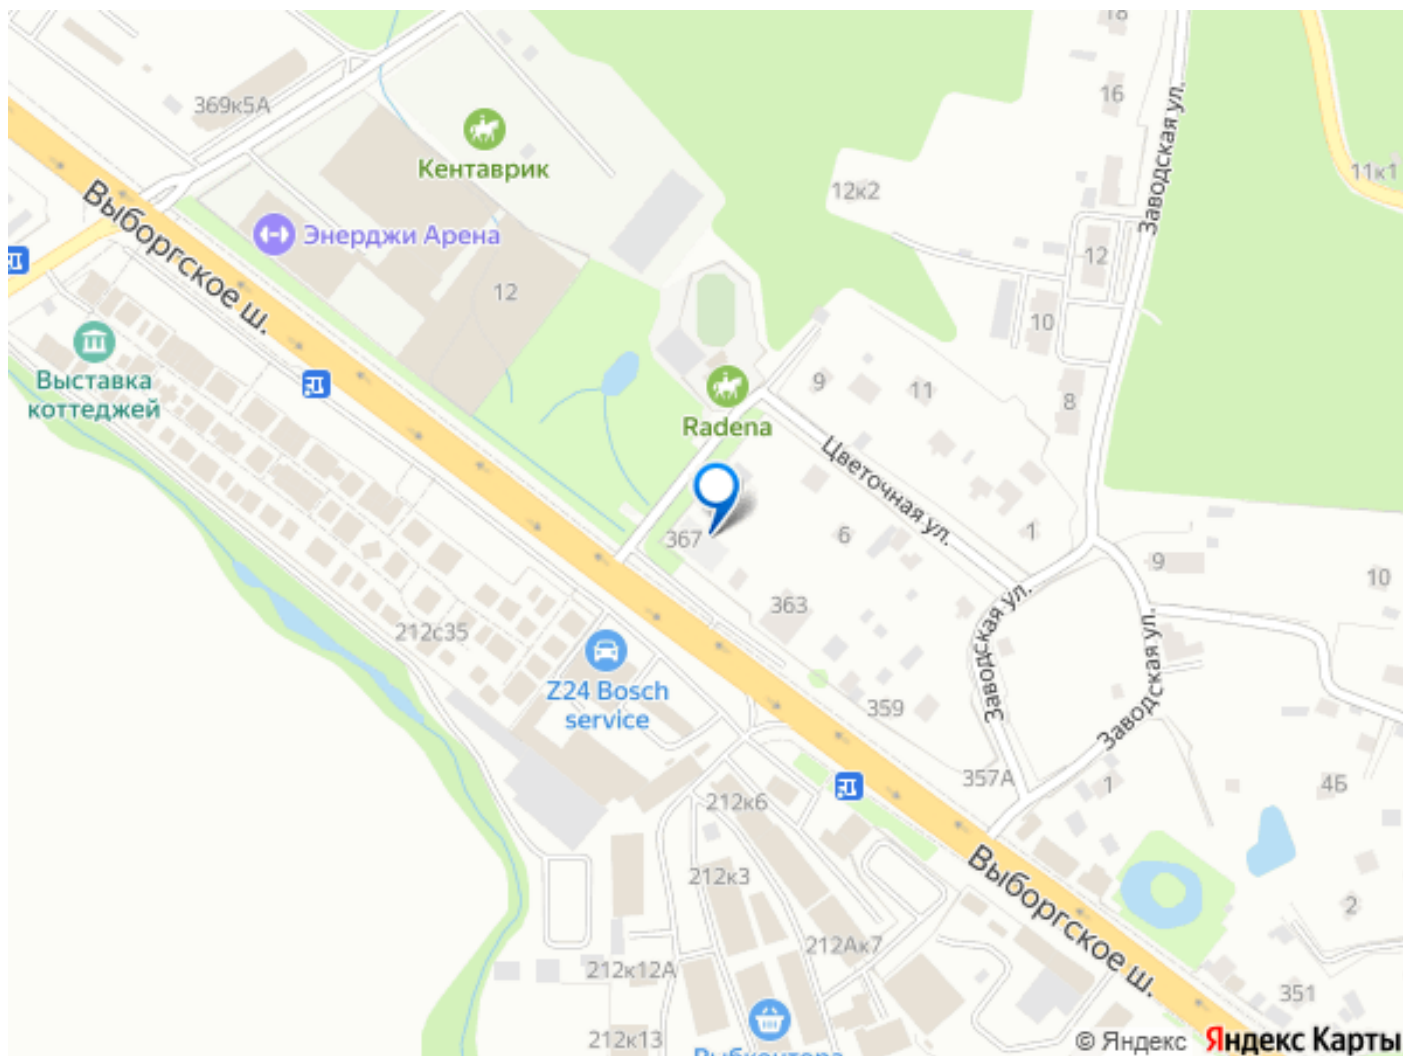 18
369к5А
16
Кентаврик
Заводская ул.
11к1
12к2
Выборгское ш.
Энерджи Арена
12
12
10
Выставка
коттеджей
9
11
8
Radena
Цветочная ул.
367
6
1
9
10
363
Заводская ул.
212с35
Заводская ул.
Z24 Bosch
service
359
357А
1
4Б
212к6
212к3
Выборгское ш.
2
212Ак7
212к12А
351
212к13
Рыбконтора
© Яндекс Яндекс Карты